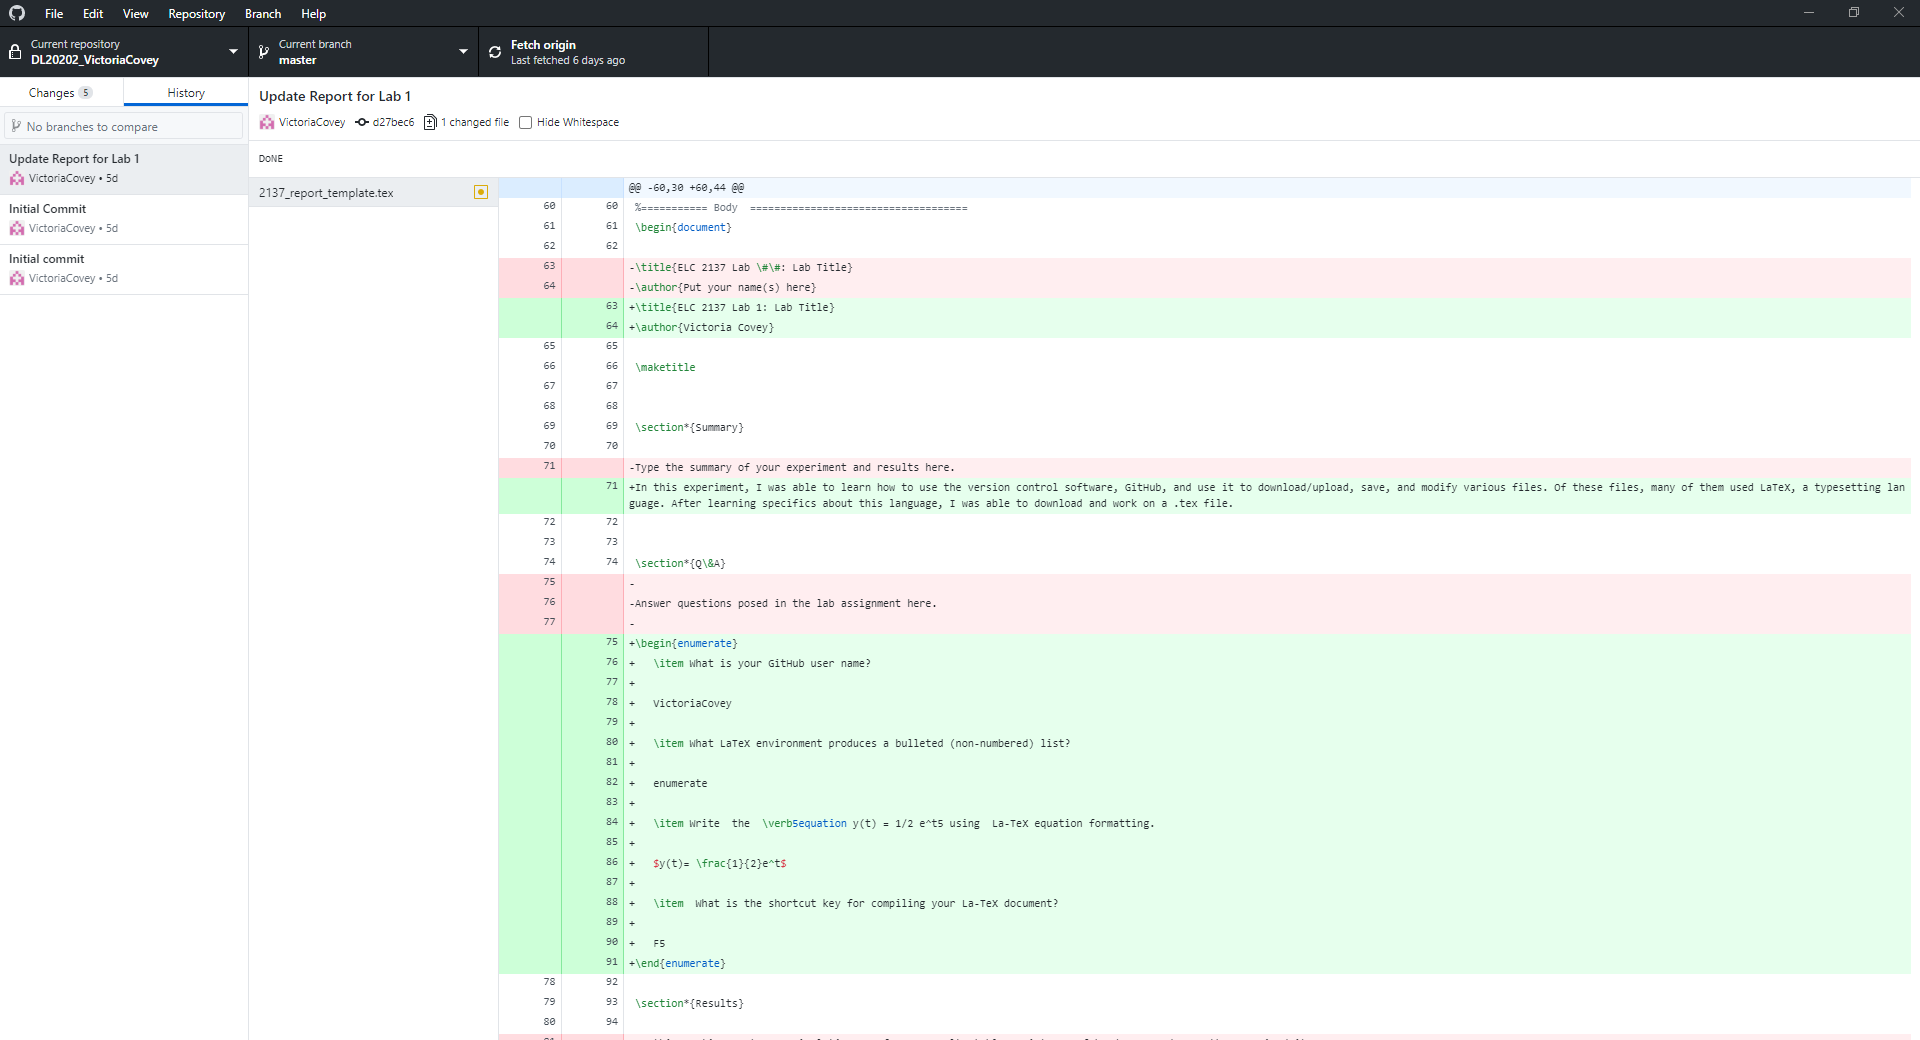 File Edit View Repository Branch Help
Current repository
DL20202_VictoriaCovey
Current branch
master
Fetch origin
Last fetched 6 days ago
Changes 5
History
No branches to compare
Update Report for Lab 1
VictoriaCovey • 5d
Initial Commit
VictoriaCovey • 5d
Initial commit
VictoriaCovey • 5d
Update Report for Lab 1
VictoriaCovey d27bec6 1 changed file Hide Whitespace
DONE
2137_report_template.tex
@@ -60,30 +60,44 @@
60 60 %=========== Body ====================================
61 61 \begin{document}
62 62
63 -\title{ELC 2137 Lab \#\#: Lab Title}
64 -\author{Put your name(s) here}
63 +\title{ELC 2137 Lab 1: Lab Title}
64 +\author{Victoria Covey}
65 65
66 66 \maketitle
67 67
68 68
69 69 \section*{Summary}
70 70
71 -Type the summary of your experiment and results here.
71 +In this experiment, I was able to learn how to use the version control software, GitHub, and use it to download/upload, save, and modify various files. Of these files, many of them used LaTeX, a typesetting lan
guage. After learning specifics about this language, I was able to download and work on a .tex file.
72 72
73 73
74 74 \section*{Q\&A}
75 -
76 -Answer questions posed in the lab assignment here.
77 -
75 +\begin{enumerate}
76 + \item What is your GitHub user name?
77 +
78 + VictoriaCovey
79 +
80 + \item What LaTeX environment produces a bulleted (non-numbered) list?
81 +
82 + enumerate
83 +
84 + \item Write the \verb5equation y(t) = 1/2 e^t5 using La-TeX equation formatting.
85 +
86 + $y(t)= \frac{1}{2}e^t$
87 +
88 + \item What is the shortcut key for compiling your La-TeX document?
89 +
90 + F5
91 +\end{enumerate}
78 92
79 93 \section*{Results}
80 94